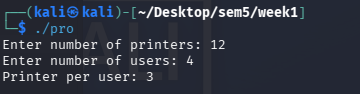 ┌──(kali㉿kali)-[~/Desktop/sem5/week1]
└─$ ./pro
Enter number of printers: 12
Enter number of users: 4
Printer per user: 3